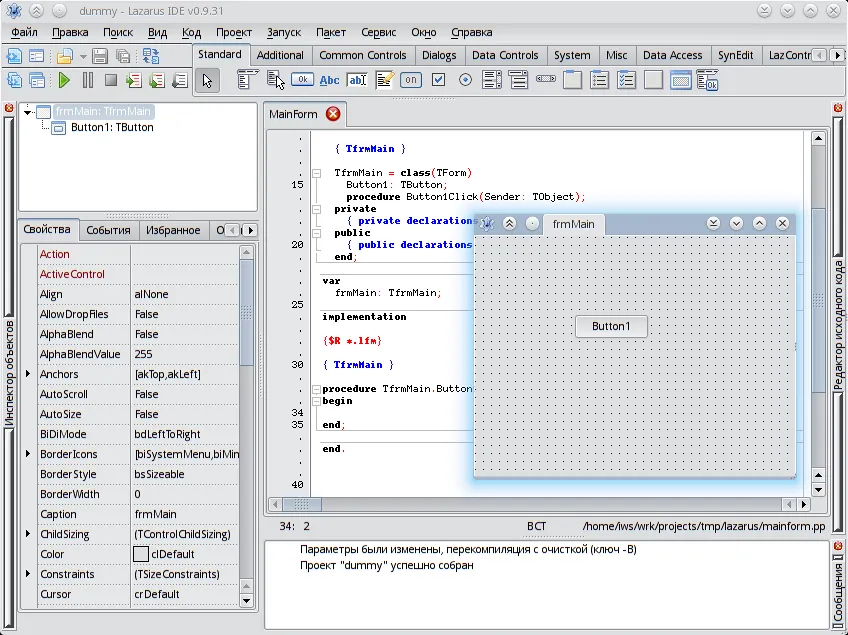 dummy - Lazarus IDE v0.9.31
Файл Правка Поиск Вид Код Проект Запуск Пакет Сервис Окно Справка
Standard Additional Common Controls Dialogs Data Controls System Misc Data Access SynEdit LazContr
Ok Abc ab on Ok
frmMain: TfrmMain
Button1: TButton
Свойства События Избранное О
Action
ActiveControl
Align alNone
AllowDropFiles False
AlphaBlend False
AlphaBlendValue 255
Anchors [akTop,akLeft]
AutoScroll False
AutoSize False
BiDiMode bdLeftToRight
BorderIcons [biSystemMenu,biMin
BorderStyle bsSizeable
BorderWidth 0
Caption frmMain
ChildSizing (TControlChildSizing)
Color clDefault
Constraints (TSizeConstraints)
Cursor crDefault
Инспектор объектов
MainForm
{ TfrmMain }
TfrmMain = class(TForm)
15 Button1: TButton;
procedure Button1Click(Sender: TObject);
private
{ private declarations
public
20 { public declarations
end;
var
frmMain: TfrmMain;
25
implementation
{$R *.lfm}
30 { TfrmMain }
procedure TfrmMain.Button
begin
34
35 end;
end.
40
frmMain
Button1
34: 2 ВСТ /home/iws/wrk/projects/tmp/lazarus/mainform.pp
Редактор исходного кода
Параметры были изменены, перекомпиляция с очисткой (ключ -B)
Проект "dummy" успешно собран
Сообщения